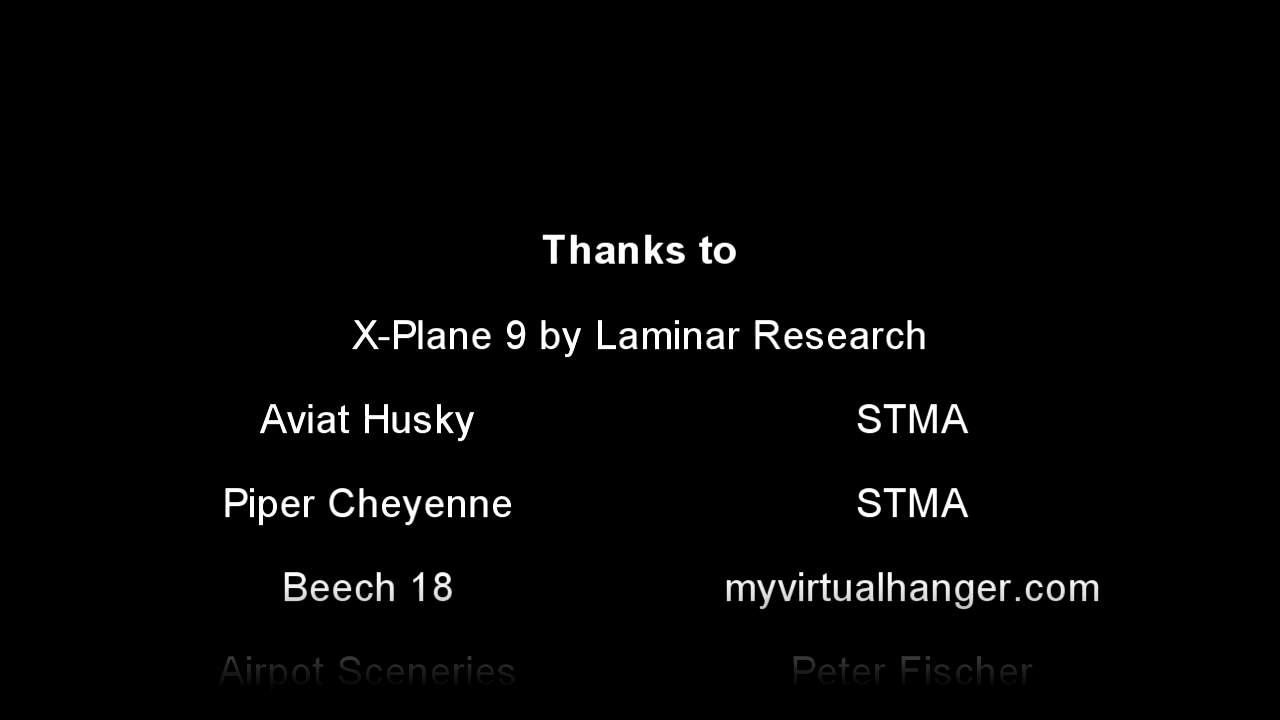 Thanks to
X-Plane 9 by Laminar Research
Aviat Husky STMA
Piper Cheyenne STMA
Beech 18 myvirtualhanger.com
Airpot Sceneries Peter Fischer